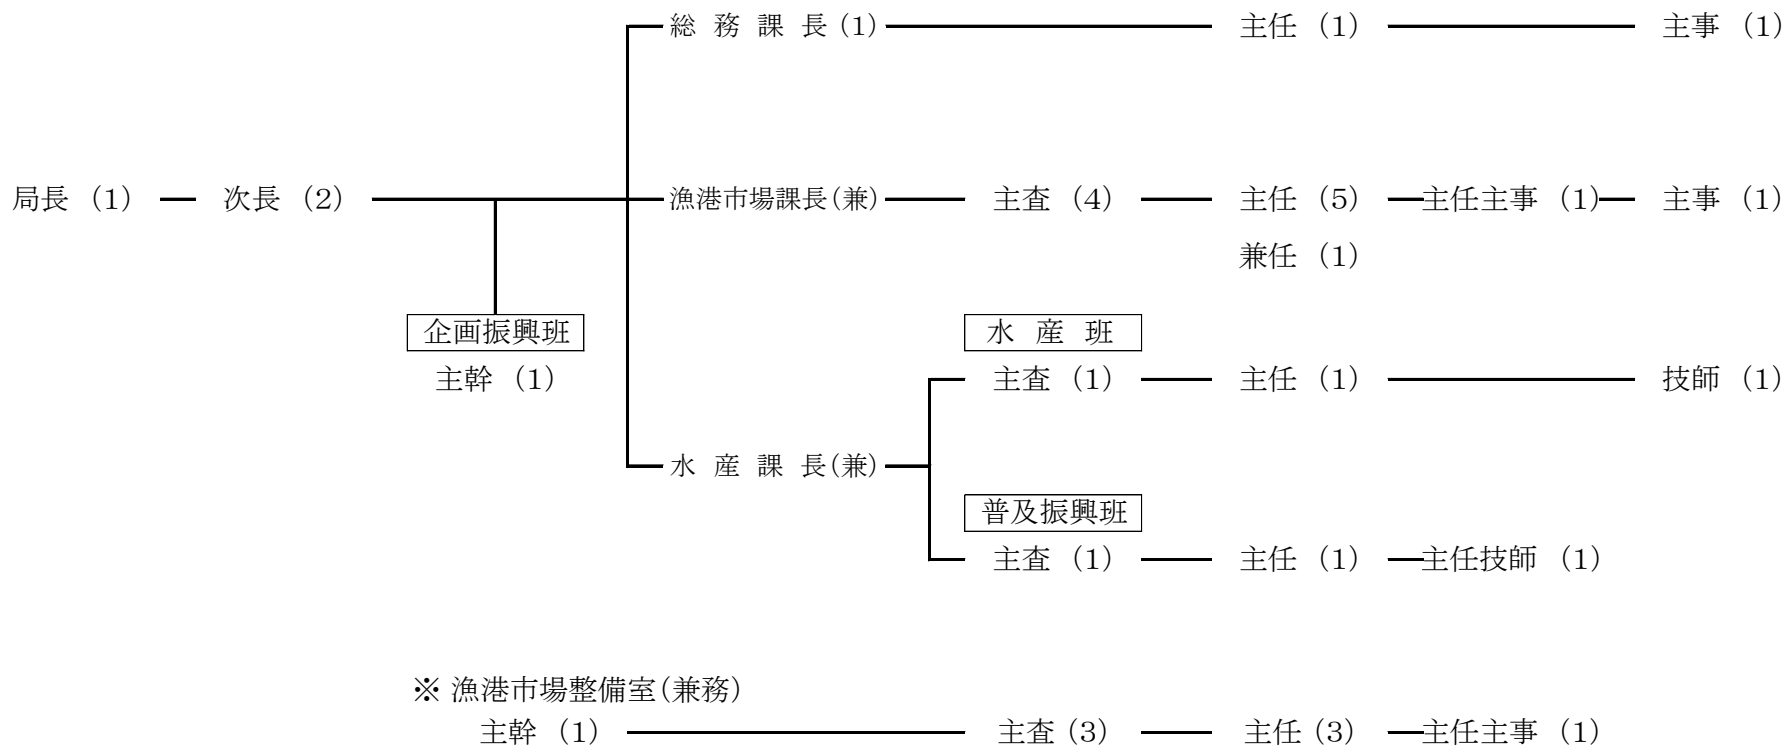 総 務 課 長（1） 主任（1） 主事（1）
局長（1） 次長（2） 漁港市場課長（兼） 主査（4） 主任（5） 主任主事（1） 主事（1）
兼任（1）
企画振興班 水 産 班
主幹（1） 主査（1） 主任（1） 技師（1）
水 産 課 長（兼）
普及振興班
主査（1） 主任（1） 主任技師（1）
※ 漁港市場整備室（兼務）
主幹（1） 主査（3） 主任（3） 主任主事（1）